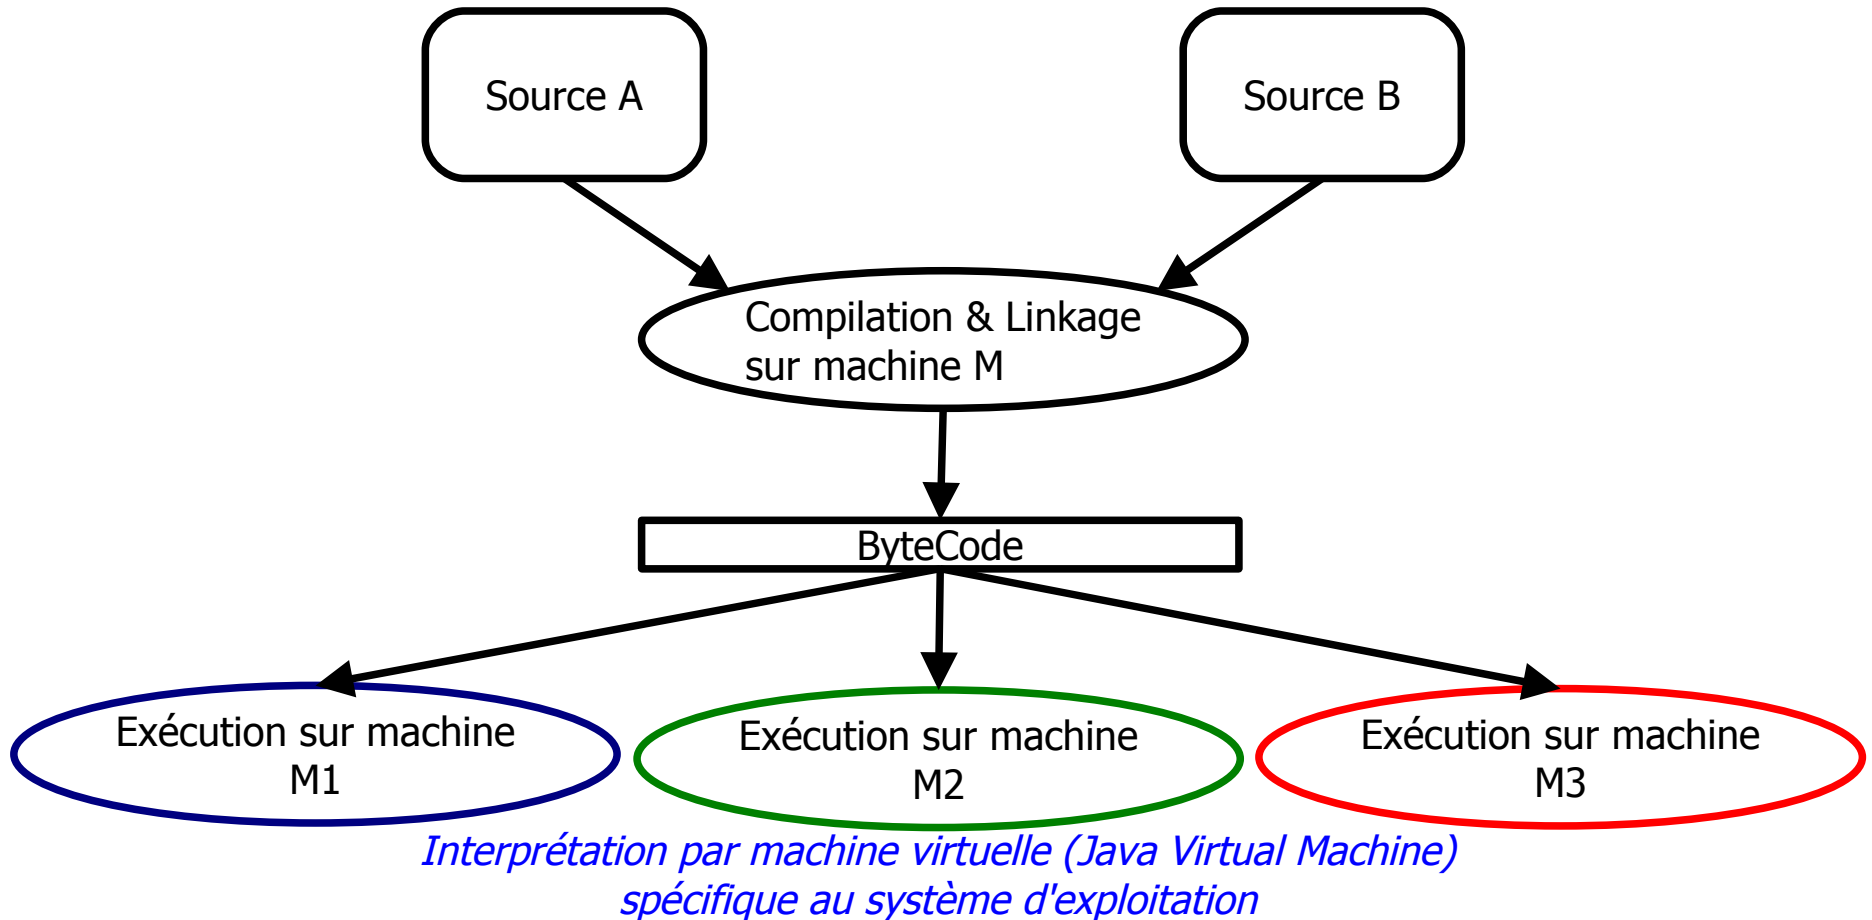 Source A
Source B
Compilation & Linkage
sur machine M
ByteCode
Exécution sur machine
M1
Exécution sur machine
M2
Exécution sur machine
M3
Interprétation par machine virtuelle (Java Virtual Machine)
spécifique au système d'exploitation